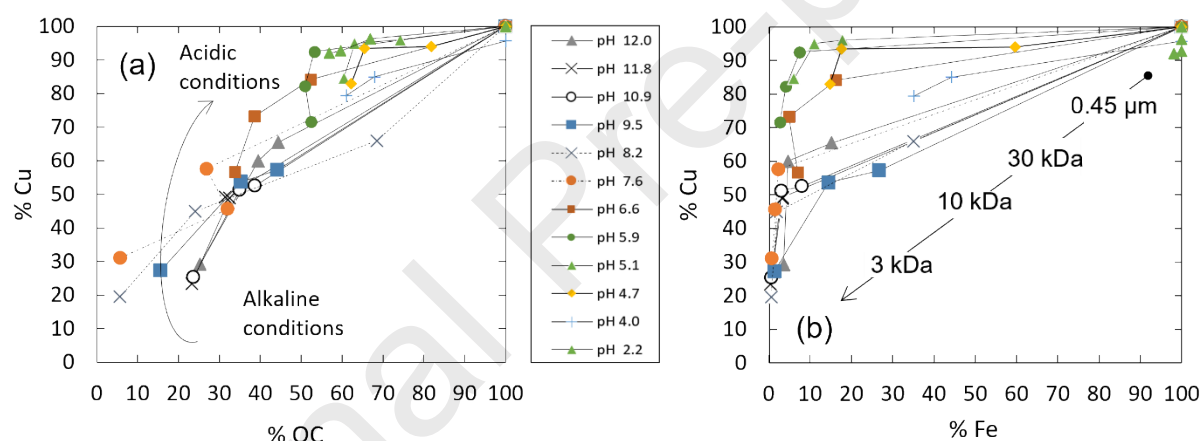 100
90
80
70
60
50
40
30
20
10
0
% Cu
(a)
Acidic
conditions
Alkaline
conditions
0 10 20 30 40 50 60 70 80 90 100
% OC
pH 12.0
pH 11.8
pH 10.9
pH 9.5
pH 8.2
pH 7.6
pH 6.6
pH 5.9
pH 5.1
pH 4.7
pH 4.0
pH 2.2
100
90
80
70
60
50
40
30
20
10
0
% Cu
0.45 µm
30 kDa
10 kDa
3 kDa
(b)
0 10 20 30 40 50 60 70 80 90 100
% Fe
nal Pre-p